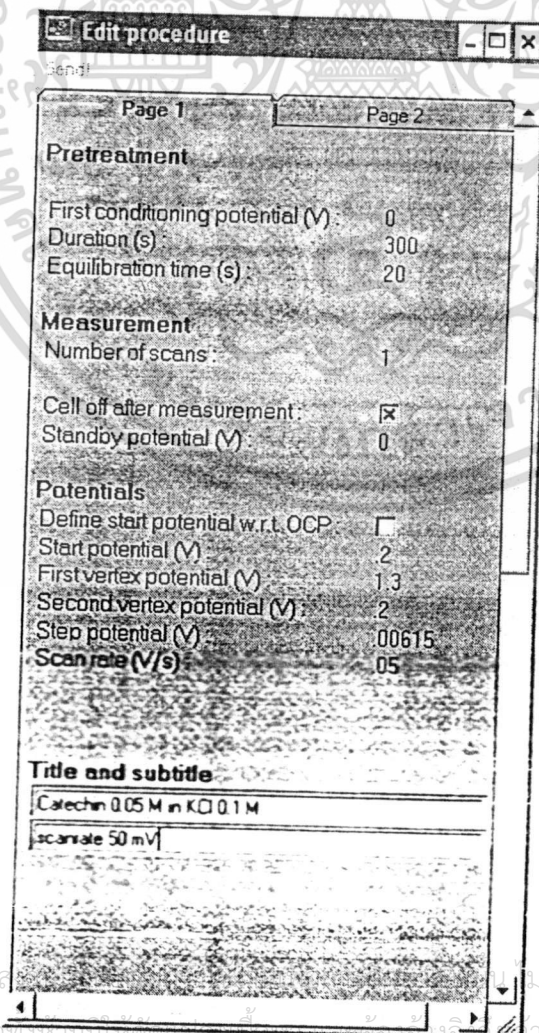 Edit procedure
Send!
Page 1
Page 2
Pretreatment
First conditioning potential (V) : 0
Duration (s) : 300
Equilibration time (s) : 20
Measurement
Number of scans : 1
Cell off after measurement :
Standby potential (V) : 0
Potentials
Define start potential w.r.t. OCP :
Start potential (V) .2
First vertex potential (V) 1.3
Second vertex potential (V) : .2
Step potential (V) : .00615
Scan rate (V/s) : .05
Title and subtitle
Catechin 0.05 M in KCl 0.1 M
scanrate 50 mV